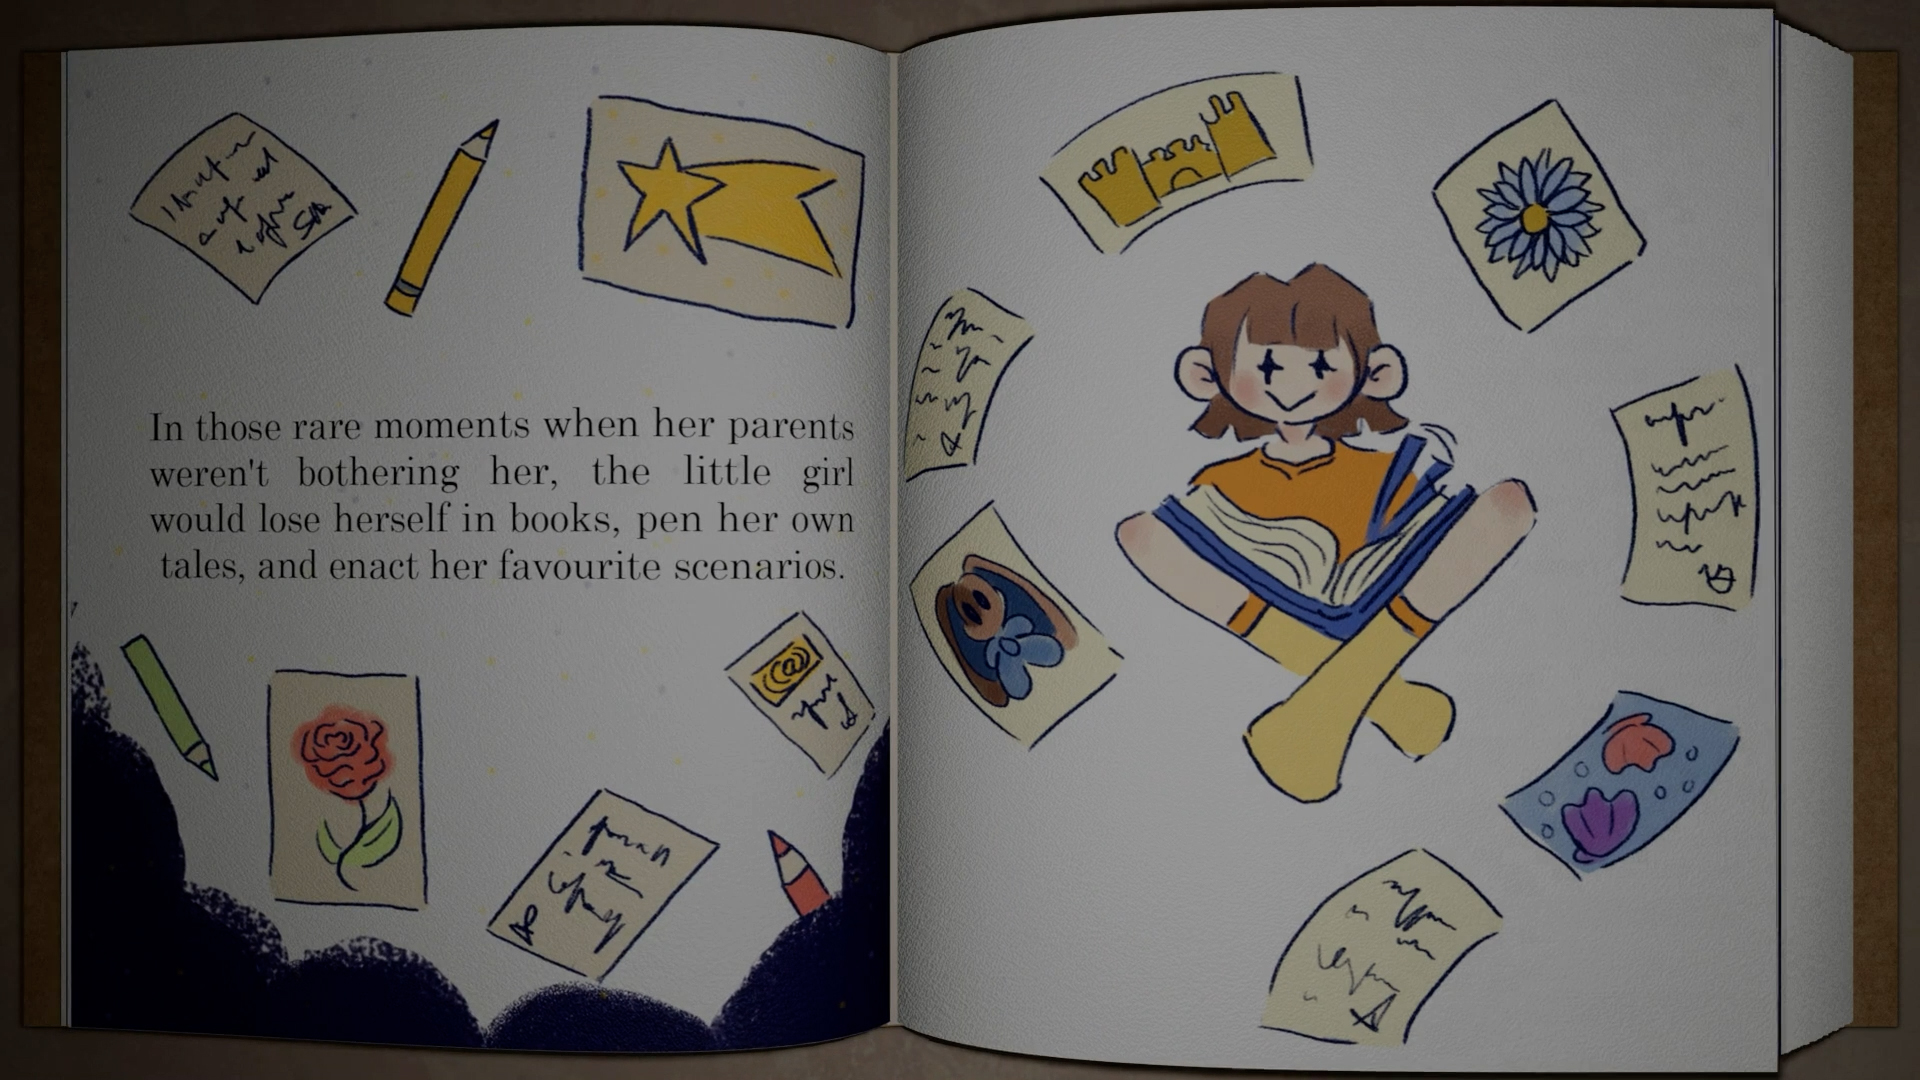 In those rare moments when her parents
weren't bothering her, the little girl
would lose herself in books, pen her own
tales, and enact her favourite scenarios.